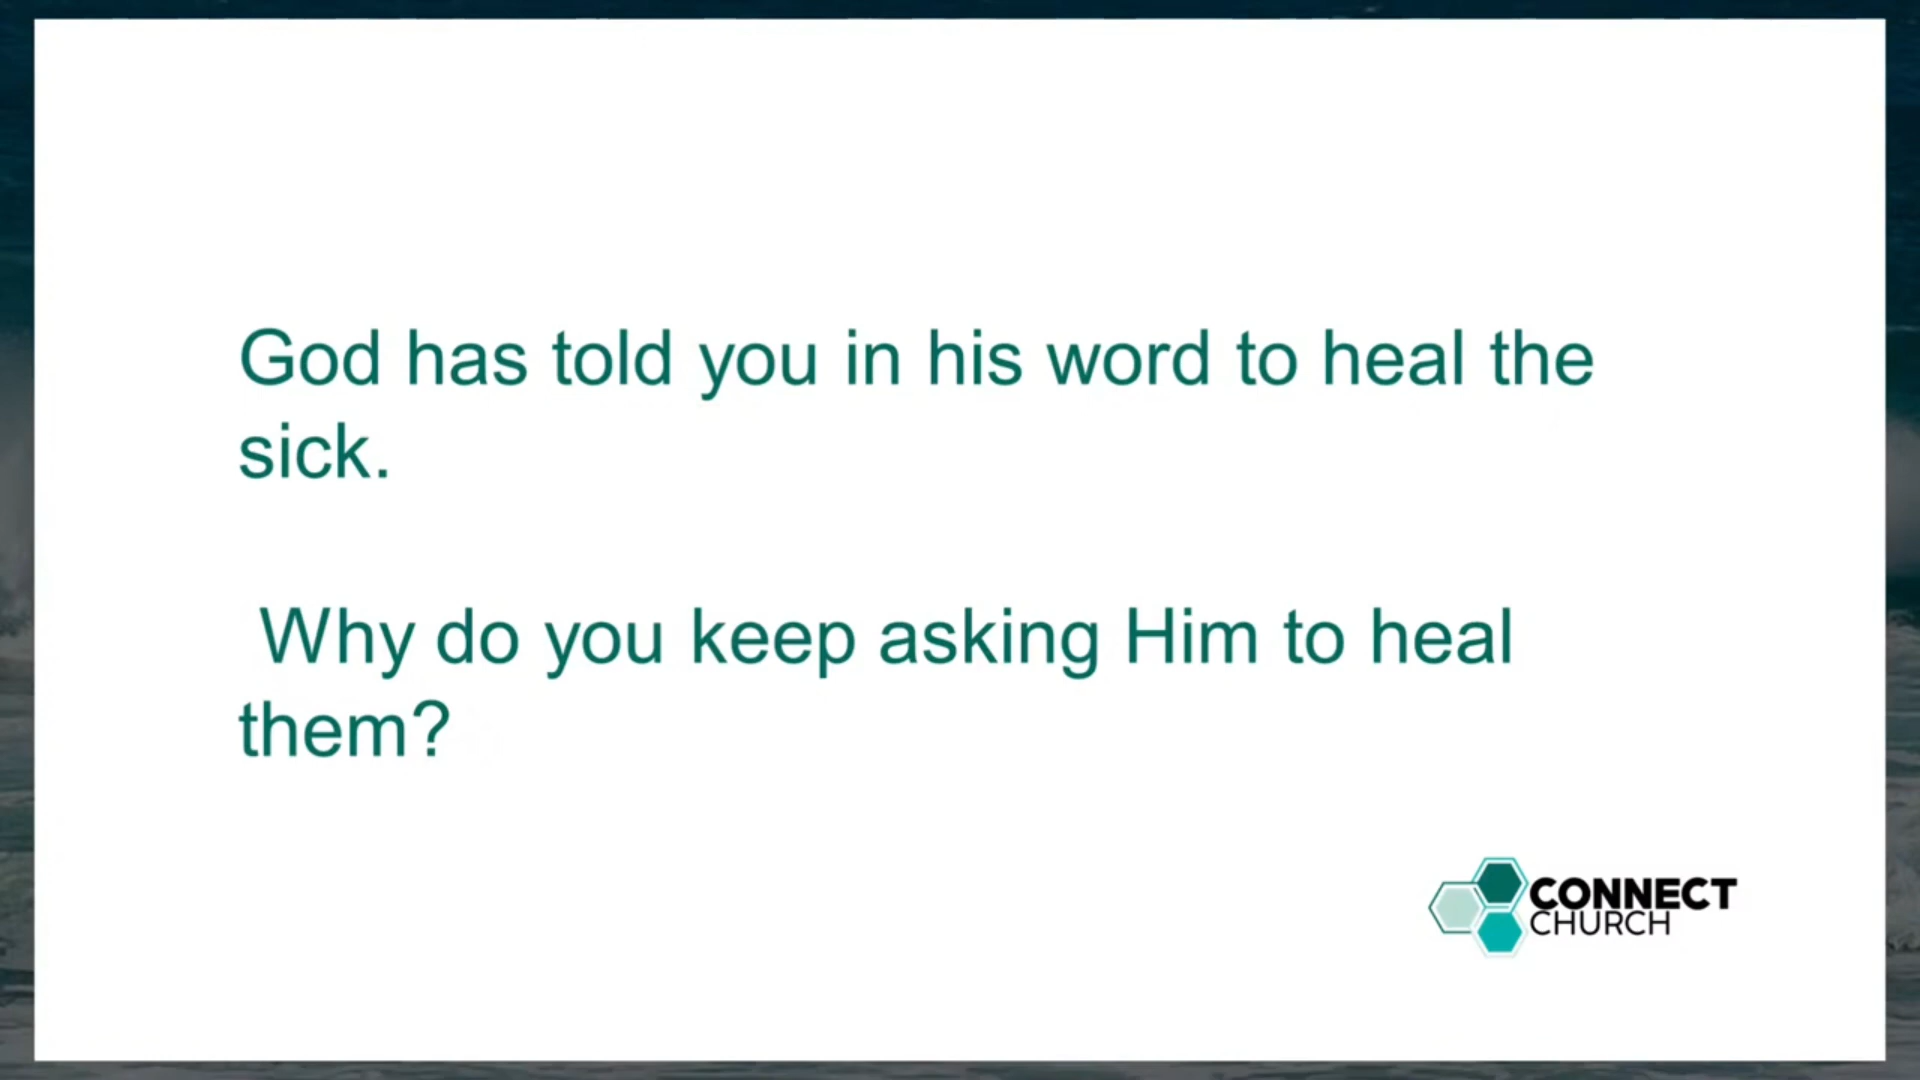 God has told you in his word to heal the
sick.
Why do you keep asking Him to heal
them?
CONNECT
CHURCH